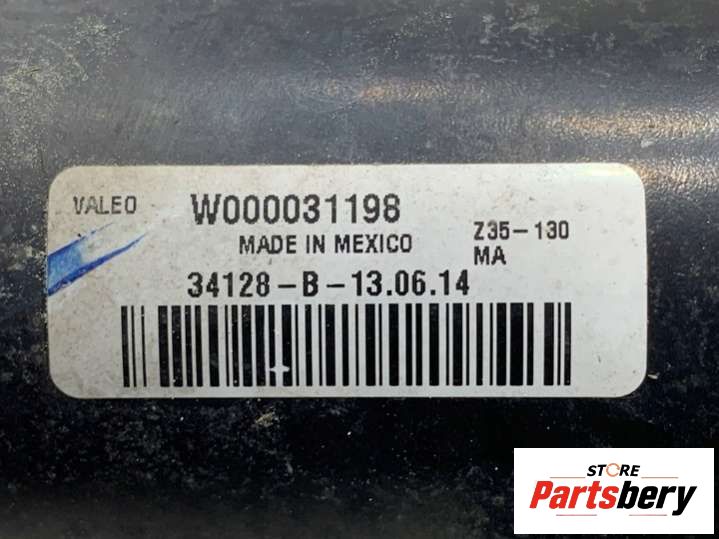 VALEO W000031198
MADE IN MEXICO Z35-130
MA
34128-B-13.06.14
STORE
Partsbery